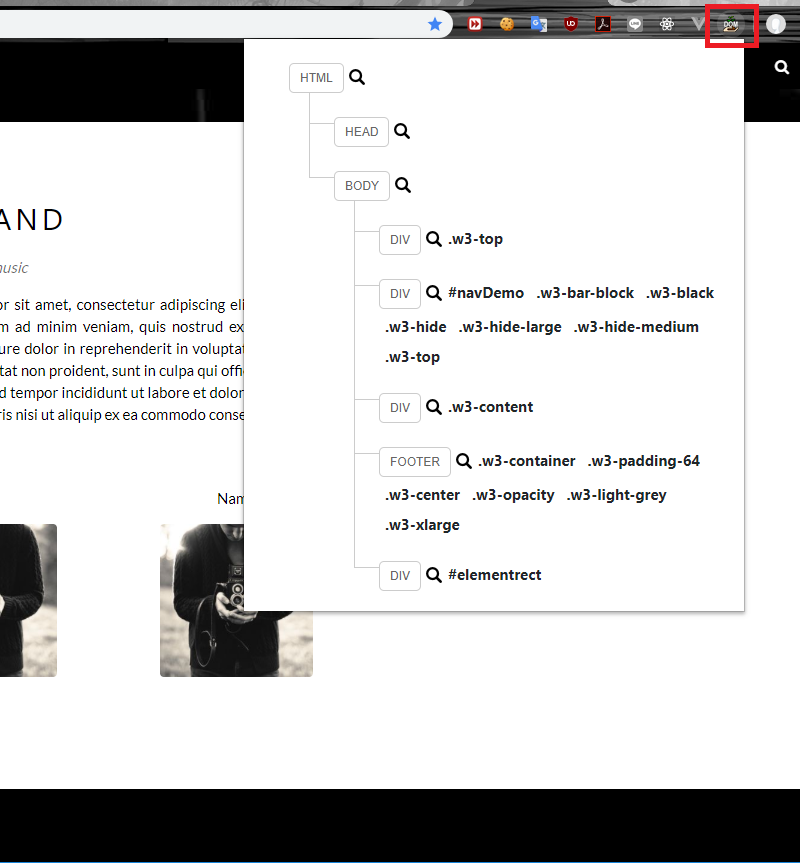 DOM
AND
music
or sit amet, consectetur adipiscing eli
m ad minim veniam, quis nostrud ex
ure dolor in reprehenderit in voluptat
tat non proident, sunt in culpa qui offi
d tempor incididunt ut labore et dolor
ris nisi ut aliquip ex ea commodo conse
Nam
HTML
HEAD
BODY
DIV .w3-top
DIV #navDemo .w3-bar-block .w3-black
.w3-hide .w3-hide-large .w3-hide-medium
.w3-top
DIV .w3-content
FOOTER .w3-container .w3-padding-64
.w3-center .w3-opacity .w3-light-grey
.w3-xlarge
DIV #elementrect